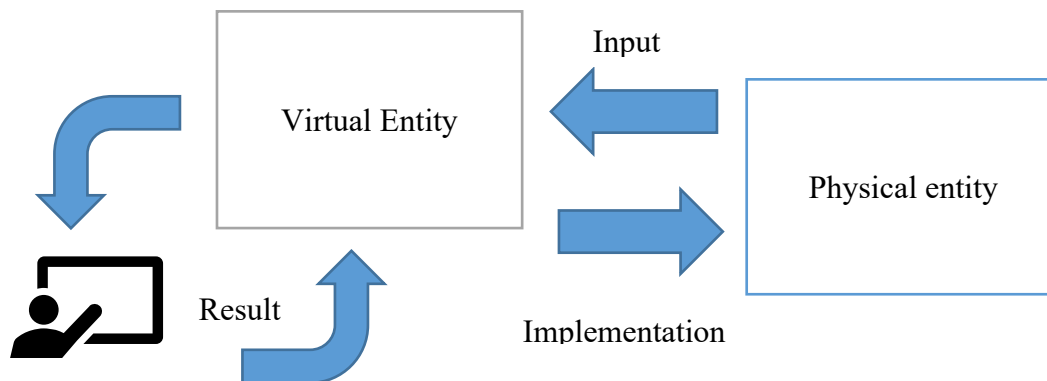 Input
Virtual Entity
Physical entity
Result
Implementation